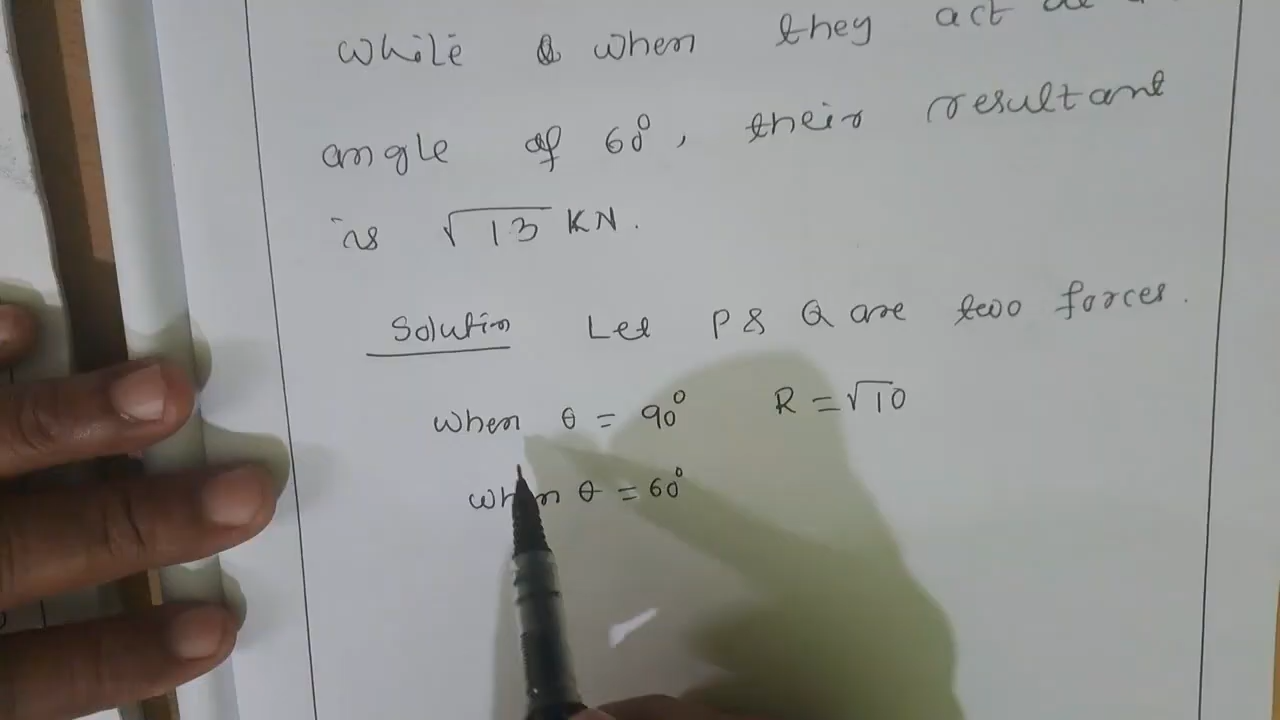 while & when they act
angle of 60°, their resultant
is √13 KN.
Solution Let P & Q are two forces.
when θ = 90° R = √10
when θ = 60°